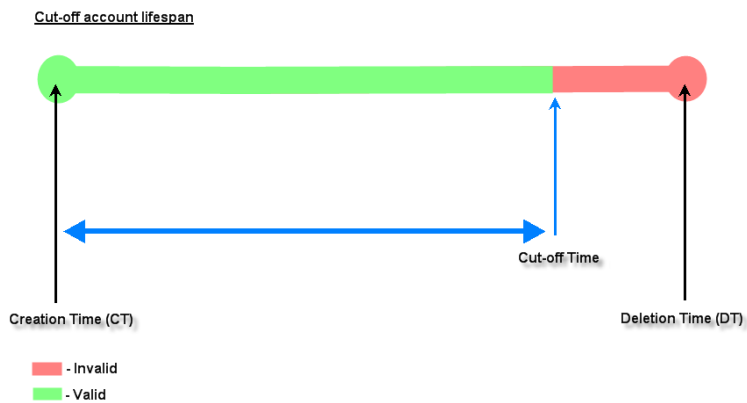 Cut-off account lifespan
Cut-off Time
Creation Time (CT)
Deletion Time (DT)
- Invalid
- Valid